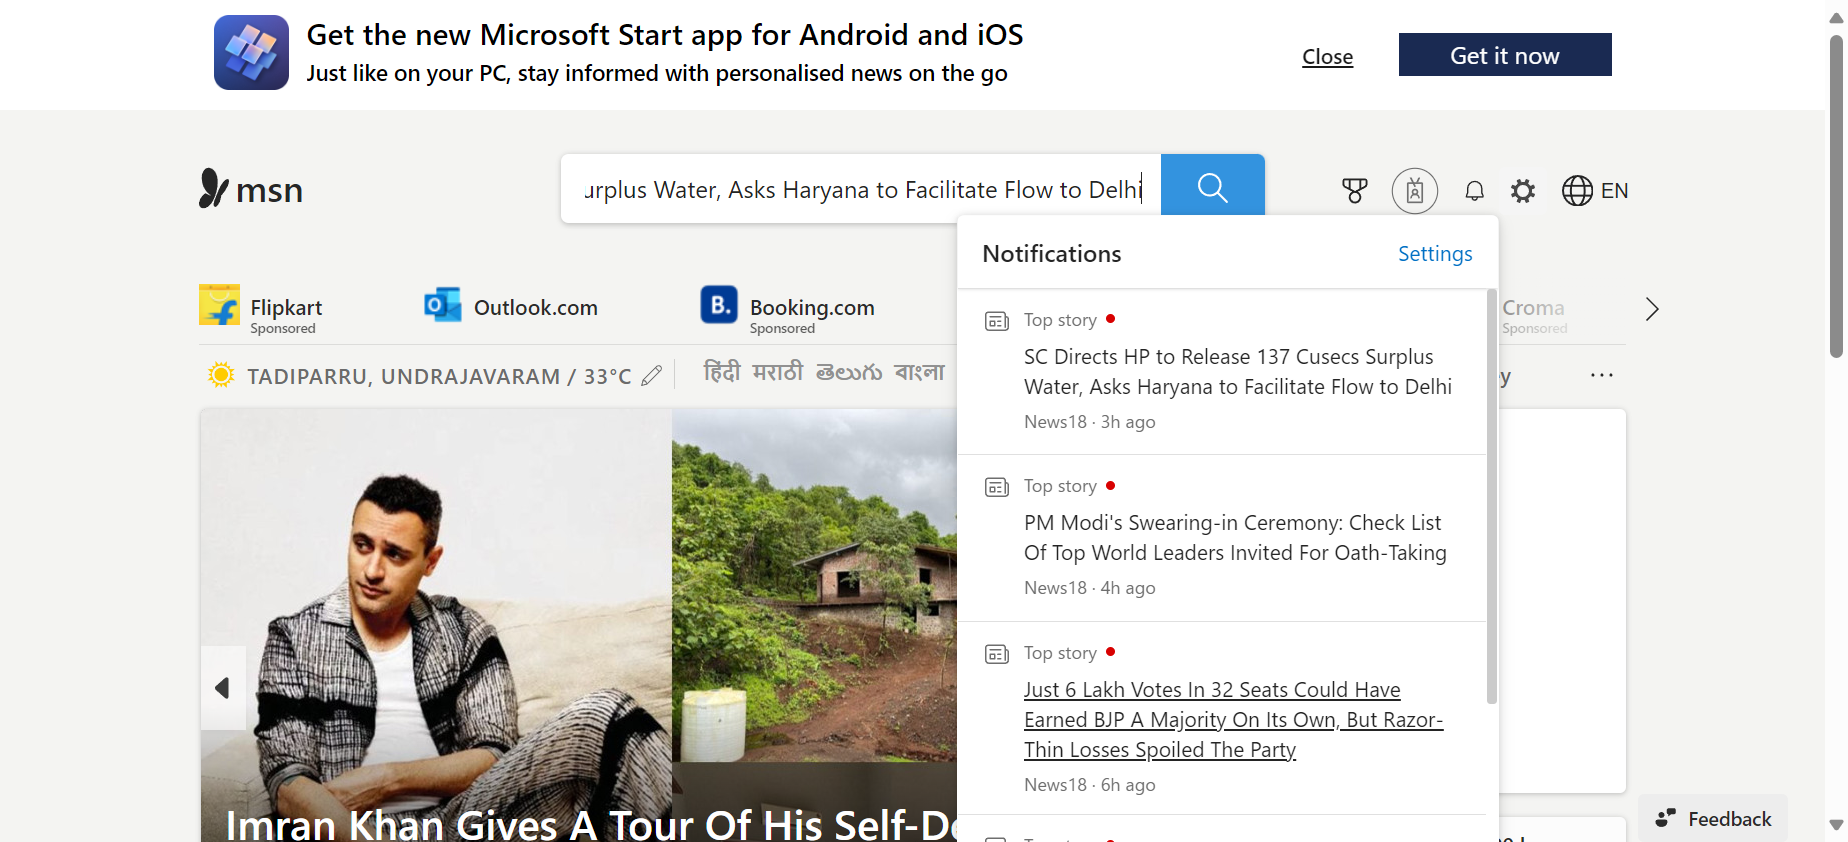 Get the new Microsoft Start app for Android and iOS
Just like on your PC, stay informed with personalised news on the go
Close
Get it now
msn
urplus Water, Asks Haryana to Facilitate Flow to Delhi
EN
Notifications
Settings
Flipkart
Sponsored
Outlook.com
B.
Booking.com
Sponsored
Croma
Sponsored
TADIPARRU, UNDRAJAVARAM / 33°C
हिंदी मराठी తెలుగు বাংলা
y
Top story
SC Directs HP to Release 137 Cusecs Surplus
Water, Asks Haryana to Facilitate Flow to Delhi
News18 · 3h ago
Top story
PM Modi's Swearing-in Ceremony: Check List
Of Top World Leaders Invited For Oath-Taking
News18 · 4h ago
Top story
Just 6 Lakh Votes In 32 Seats Could Have
Earned BJP A Majority On Its Own, But Razor-
Thin Losses Spoiled The Party
News18 · 6h ago
Imran Khan Gives A Tour Of His Self-De
Feedback